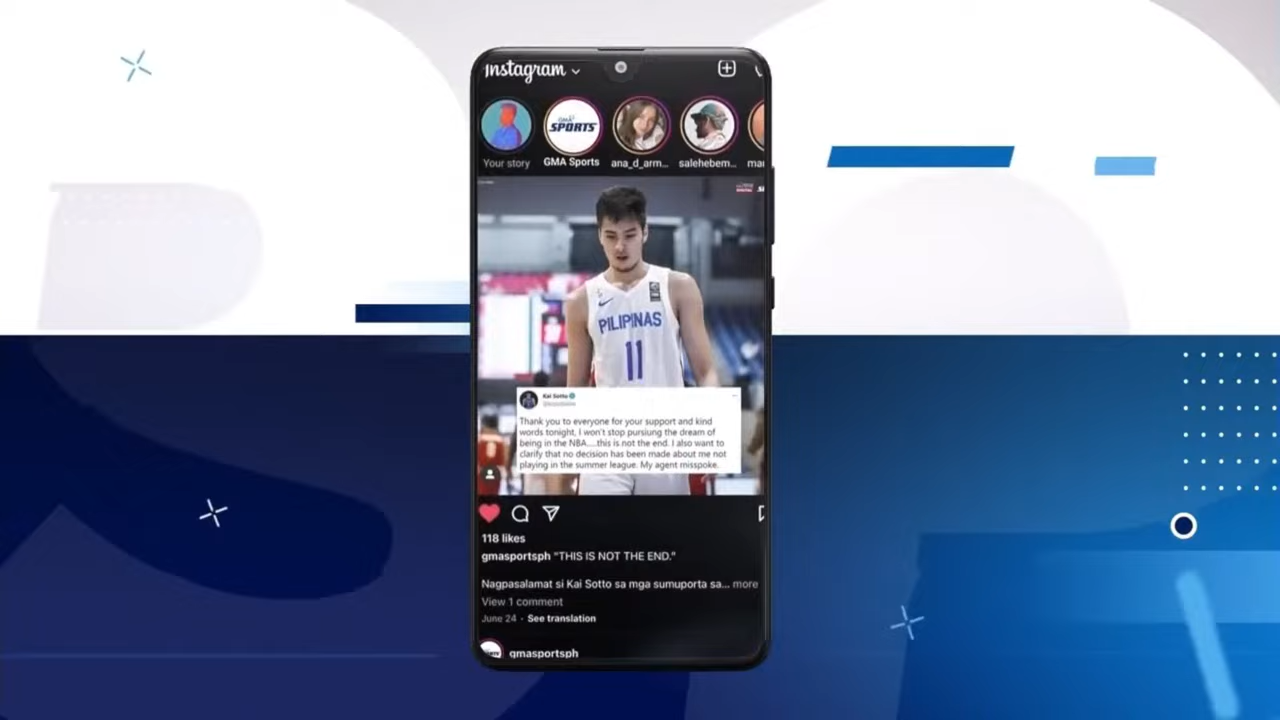 Instagram
GMA
SPORTS
Your story
GMA Sports
ana_d_arm...
salehebem...
mar
PILIPINAS
11
Kai Sotto
Thank you to everyone for your support and kind
words tonight, I won't stop pursiung the dream of
being in the NBA....this is not the end. I also want to
clarify that no decision has been made about me not
playing in the summer league. My agent misspoke.
118 likes
gmasportsph "THIS IS NOT THE END."
Nagpasalamat si Kai Sotto sa mga sumuporta sa... more
View 1 comment
June 24 · See translation
gmasportsph